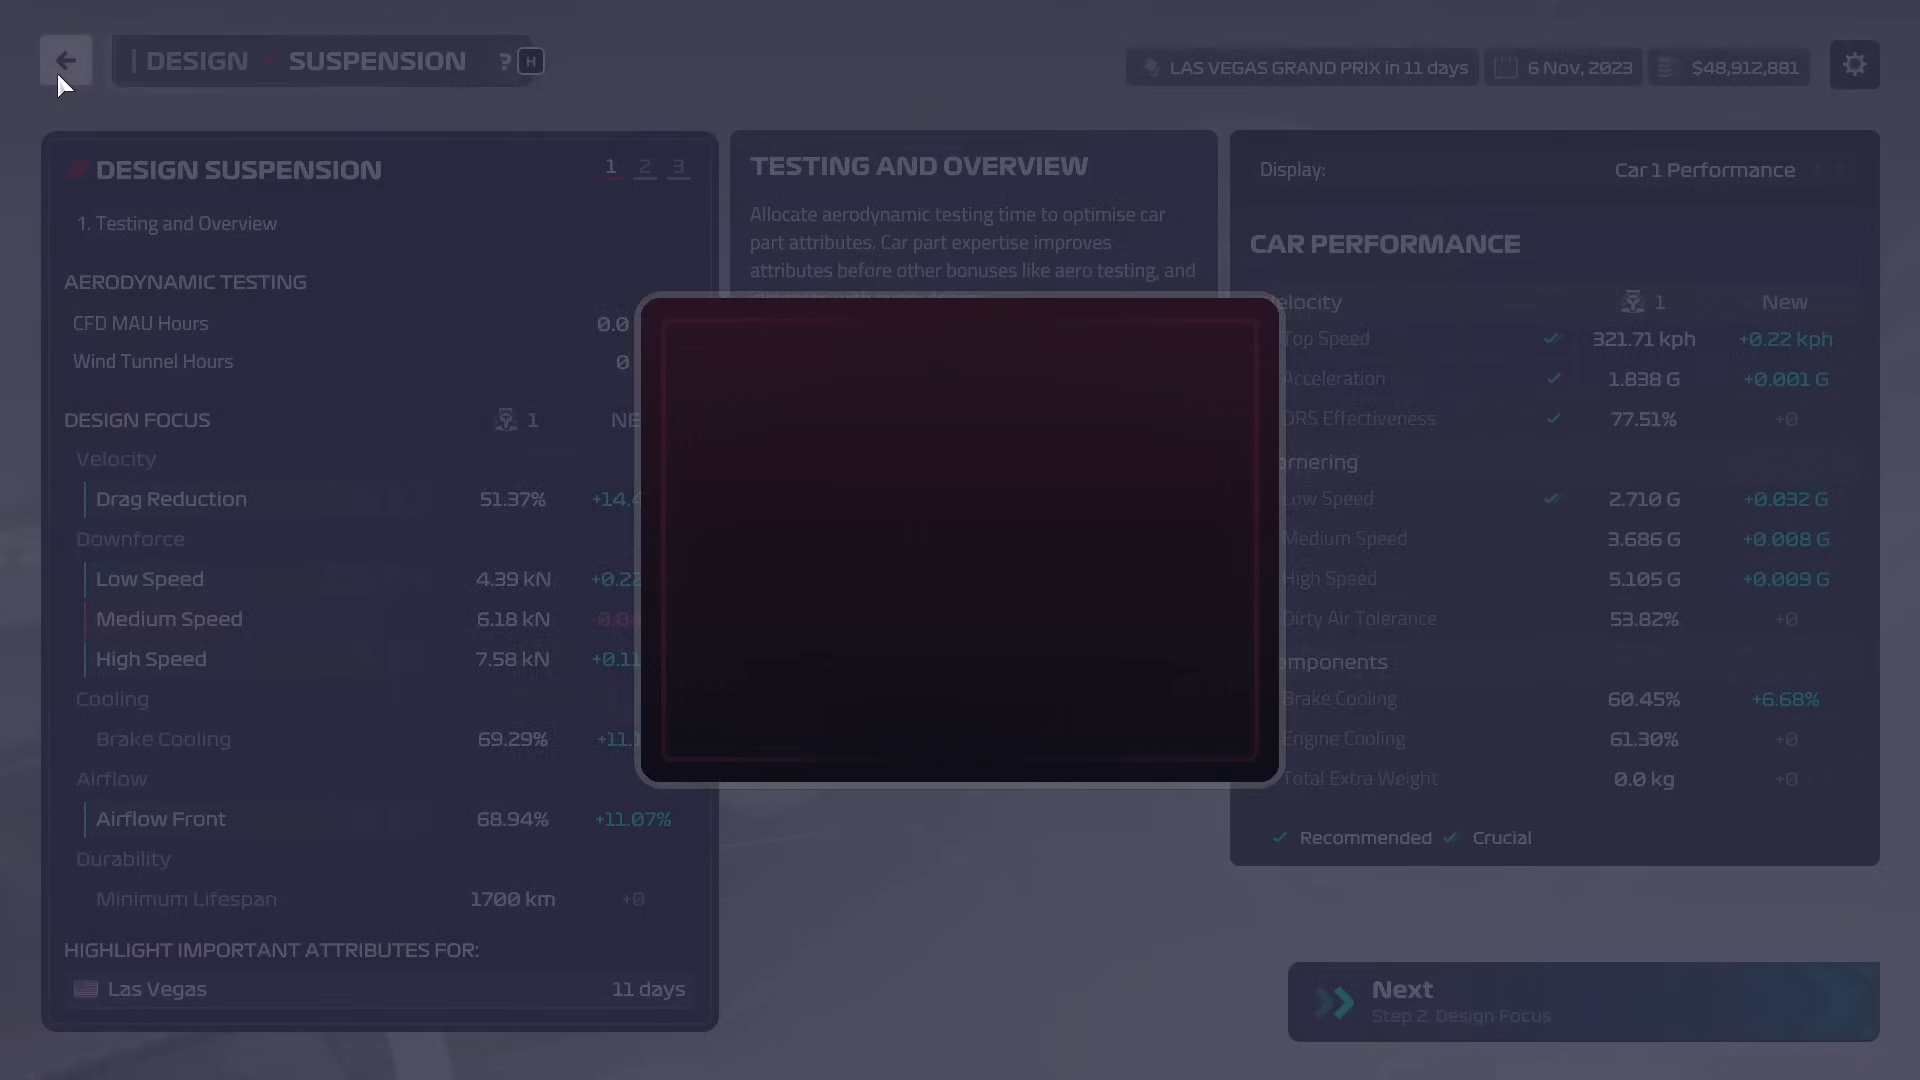 DESIGN SUSPENSION ? H
LAS VEGAS GRAND PRIX in 11 days
6 Nov, 2023
$48,912,881
DESIGN SUSPENSION
1 2 3
1. Testing and Overview
AERODYNAMIC TESTING
CFD MAU Hours 0.0
Wind Tunnel Hours 0
DESIGN FOCUS 1
Velocity
Drag Reduction 51.37%
Downforce
Low Speed 4.39 kN +0.22
Medium Speed 6.18 kN
High Speed 7.58 kN +0.11
Cooling
Brake Cooling 69.29%
Airflow
Airflow Front 68.94% +11.07%
Durability
Minimum Lifespan 1700 km +0
HIGHLIGHT IMPORTANT ATTRIBUTES FOR:
Las Vegas 11 days
TESTING AND OVERVIEW
Allocate aerodynamic testing time to optimise car
part attributes. Car part expertise improves
attributes before other bonuses like aero testing, and
Display: Car 1 Performance
CAR PERFORMANCE
1 New
Top Speed 321.71 kph +0.22 kph
Acceleration 1.838 G +0.001 G
DRS Effectiveness 77.51% +0
Low Speed 2.710 G +0.032 G
Medium Speed 3.686 G +0.008 G
High Speed 5.105 G +0.009 G
Dirty Air Tolerance 53.82% +0
Brake Cooling 60.45% +6.68%
Engine Cooling 61.30% +0
Total Extra Weight 0.0 kg +0
Recommended Crucial
Next
Step 2. Design Focus